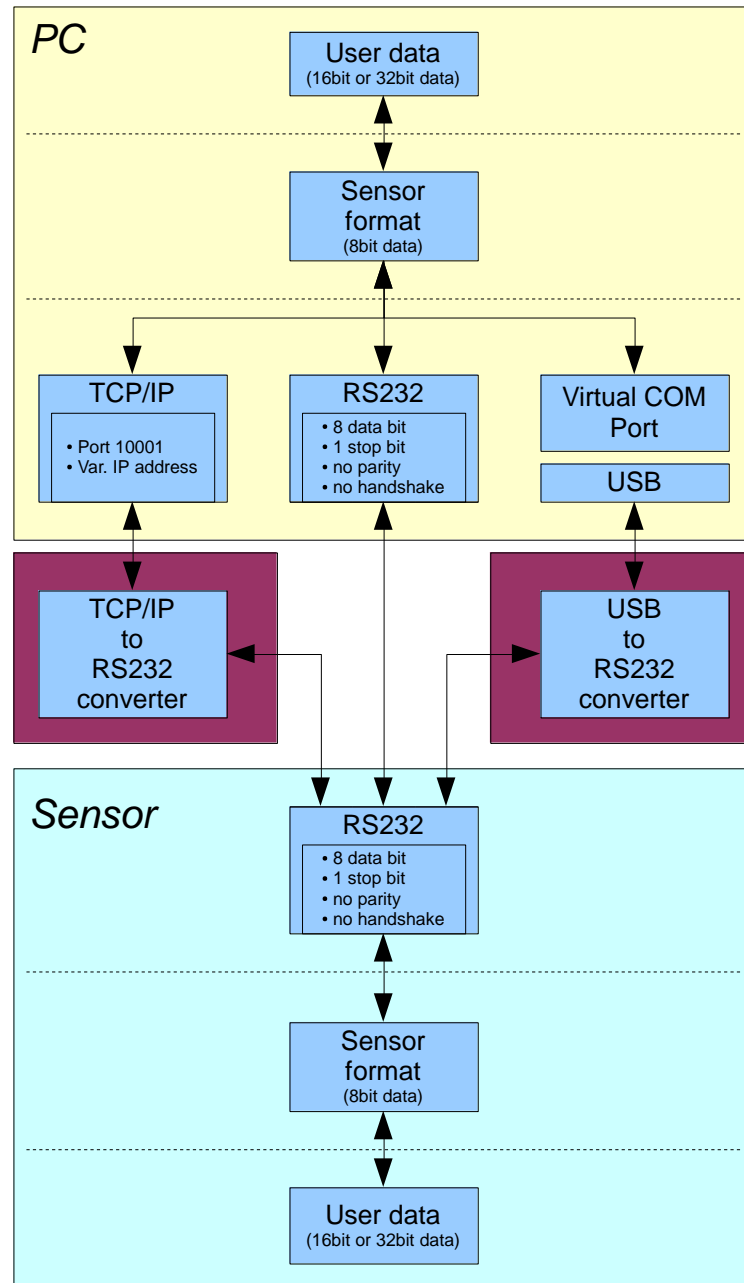 PC
User data
(16bit or 32bit data)
Sensor
format
(8bit data)
TCP/IP
• Port 10001
• Var. IP address
RS232
• 8 data bit
• 1 stop bit
• no parity
• no handshake
Virtual COM
Port
USB
TCP/IP
to
RS232
converter
USB
to
RS232
converter
Sensor
RS232
• 8 data bit
• 1 stop bit
• no parity
• no handshake
Sensor
format
(8bit data)
User data
(16bit or 32bit data)